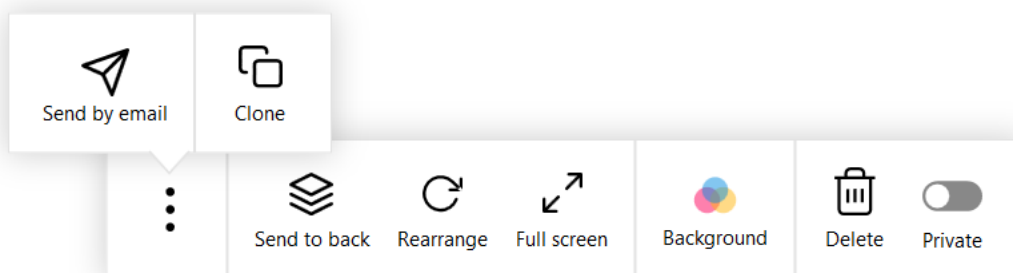 Send by email
Clone
Send to back
Rearrange
Full screen
Background
Delete
Private